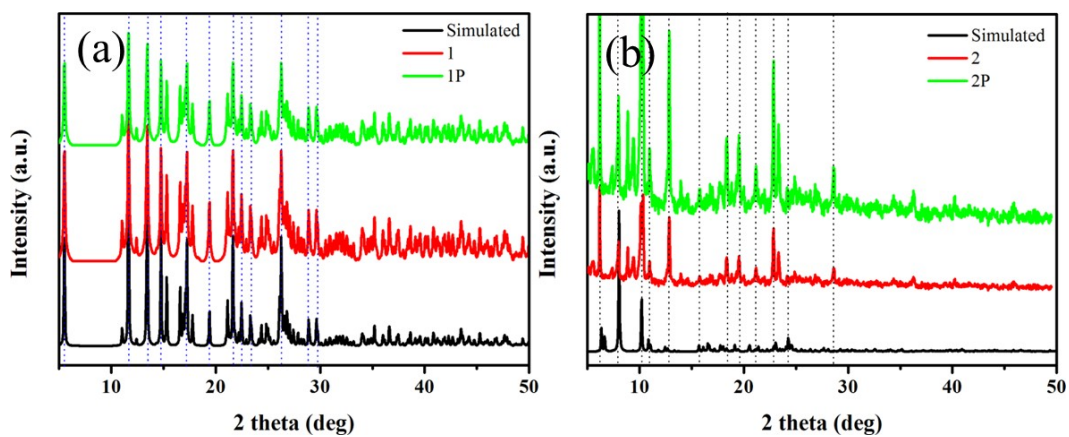 (a)
Simulated
1
1P
Intensity (a.u.)
10 20 30 40 50
2 theta (deg)
(b)
Simulated
2
2P
Intensity (a.u.)
10 20 30 40 50
2 theta (deg)